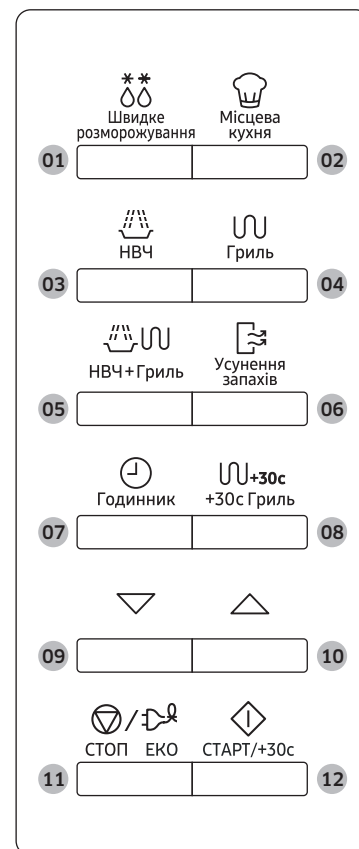 Швидке
розморожування
Місцева
кухня
01
02
НВЧ
Гриль
03
04
НВЧ+Гриль
Усунення
запахів
05
06
+30с
Годинник
+30с Гриль
07
08
09
10
СТОП ЕКО
СТАРТ/+30с
11
12